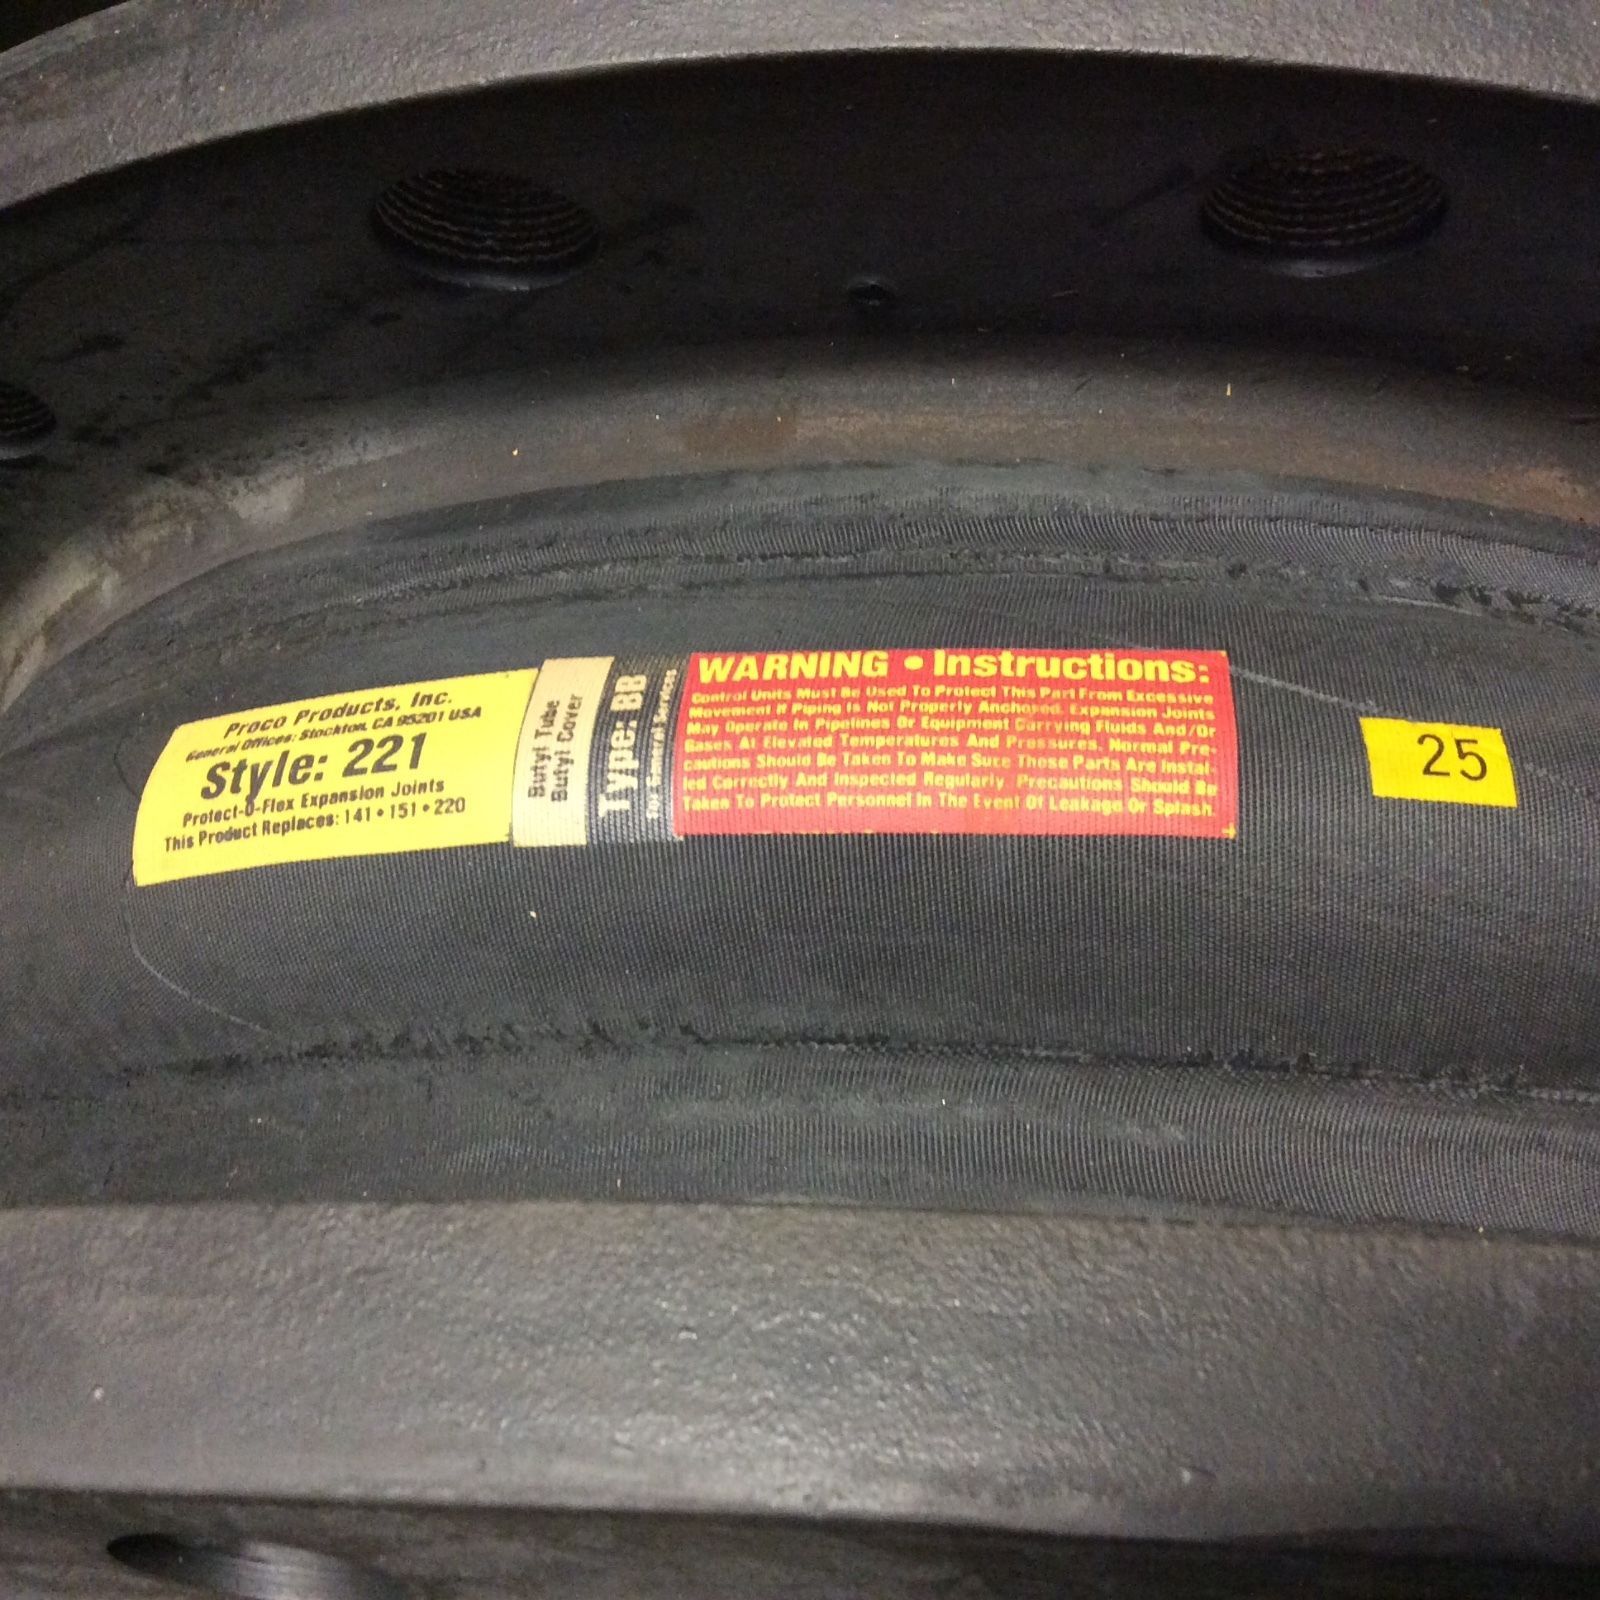 Proco Products, Inc.
General Offices: Stockton, CA 95201 USA
Style: 221
Protect-O-Flex Expansion Joints
This Product Replaces: 141 • 151 • 220
Butyl Tube
Butyl Cover
Type: BB
For General Services
WARNING • Instructions:
Control Units Must Be Used To Protect This Part From Excessive
Movement If Piping Is Not Properly Anchored. Expansion Joints
May Operate In Pipelines Or Equipment Carrying Fluids And/Or
Gases At Elevated Temperatures And Pressures. Normal Pre-
cautions Should Be Taken To Make Sure These Parts Are Instal-
led Correctly And Inspected Regularly. Precautions Should Be
Taken To Protect Personnel In The Event Of Leakage Or Splash.
25